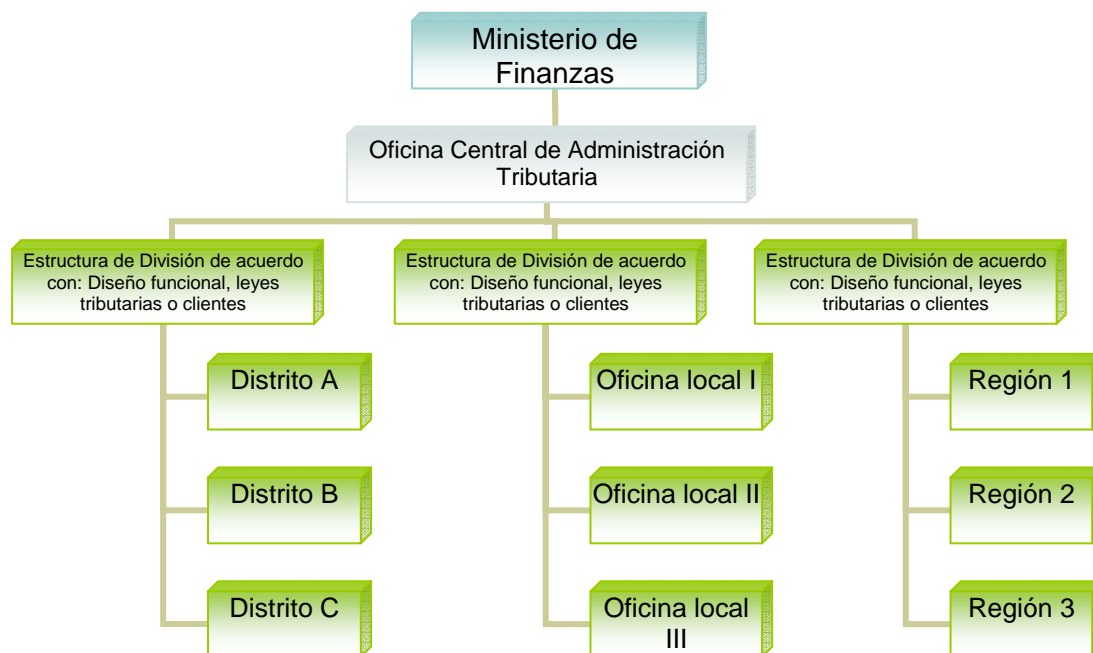 Ministerio de
Finanzas
Oficina Central de Administración
Tributaria
Estructura de División de acuerdo
con: Diseño funcional, leyes
tributarias o clientes
Estructura de División de acuerdo
con: Diseño funcional, leyes
tributarias o clientes
Estructura de División de acuerdo
con: Diseño funcional, leyes
tributarias o clientes
Distrito A
Oficina local I
Región 1
Distrito B
Oficina local II
Región 2
Distrito C
Oficina local
III
Región 3